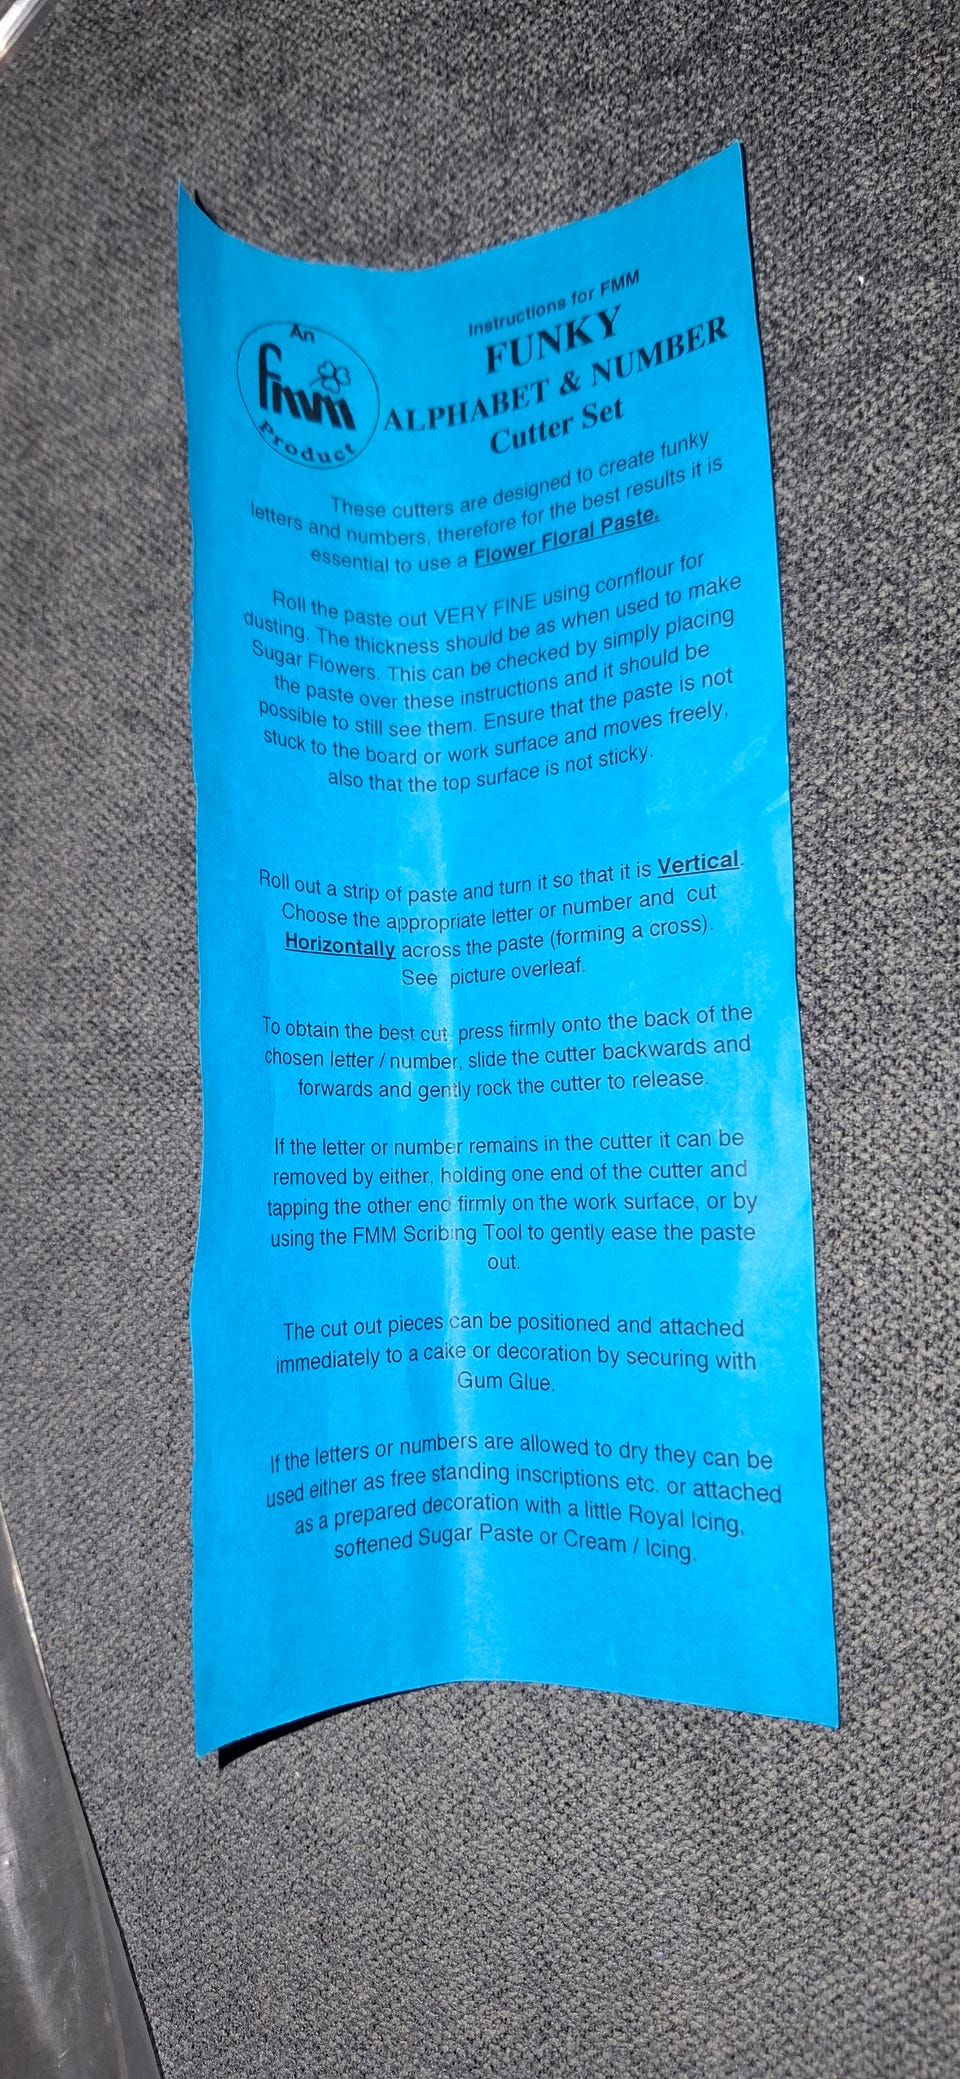 An
fmm
Product
Instructions for FMM
FUNKY
ALPHABET & NUMBER
Cutter Set
These cutters are designed to create funky
letters and numbers, therefore for the best results it is
essential to use a Flower Floral Paste.
Roll the paste out VERY FINE using cornflour for
dusting. The thickness should be as when used to make
Sugar Flowers. This can be checked by simply placing
the paste over these instructions and it should be
possible to still see them. Ensure that the paste is not
stuck to the board or work surface and moves freely,
also that the top surface is not sticky.
Roll out a strip of paste and turn it so that it is Vertical.
Choose the appropriate letter or number and cut
Horizontally across the paste (forming a cross).
See picture overleaf.
To obtain the best cut, press firmly onto the back of the
chosen letter / number, slide the cutter backwards and
forwards and gently rock the cutter to release.
If the letter or number remains in the cutter it can be
removed by either, holding one end of the cutter and
tapping the other end firmly on the work surface, or by
using the FMM Scribing Tool to gently ease the paste
out.
The cut out pieces can be positioned and attached
immediately to a cake or decoration by securing with
Gum Glue.
If the letters or numbers are allowed to dry they can be
used either as free standing inscriptions etc. or attached
as a prepared decoration with a little Royal Icing,
softened Sugar Paste or Cream / Icing.